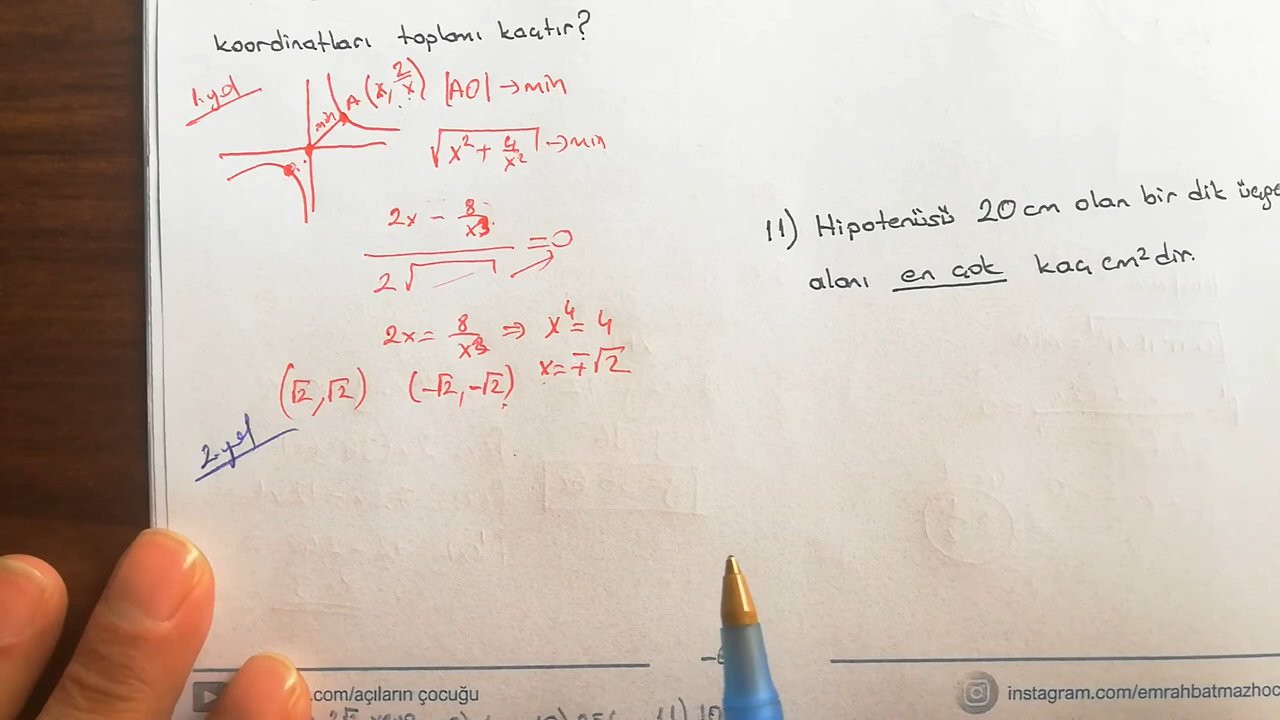 koordinatları toplamı kaçtır?
1.yol
A (x, 2/x) |AO| → min
min
√(x² + 4/x²) → min
(2x - 8/x³) / (2√ ) = 0
2x = 8/x³ ⇒ x⁴ = 4
x = ∓√2
(√2, √2) (-√2, -√2)
2.yol
11) Hipotenüsü 20 cm olan bir dik üçge
alanı en çok kaç cm² dir.
.com/açıların çocuğu
instagram.com/emrahbatmazhoc